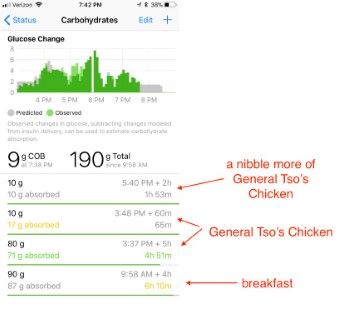 Verizon 7:42 PM 38%
Status Carbohydrates Edit +
Glucose Change
8
6
4
2
0
4 PM 5 PM 6 PM 7 PM 8 PM
Predicted Observed
Observed changes in glucose, subtracting changes modeled
from insulin delivery, can be used to estimate carbohydrate
absorption.
9 g COB at 7:38 PM 190 g Total since 9:58 AM
10 g 5:40 PM + 2h
10 g absorbed 1h 53m
10 g 3:48 PM + 60m
17 g absorbed 65m
80 g 3:37 PM + 5h
71 g absorbed 4h 51m
90 g 9:58 AM + 4h
87 g absorbed 6h 10m
a nibble more of
General Tso's
Chicken
General Tso's Chicken
breakfast